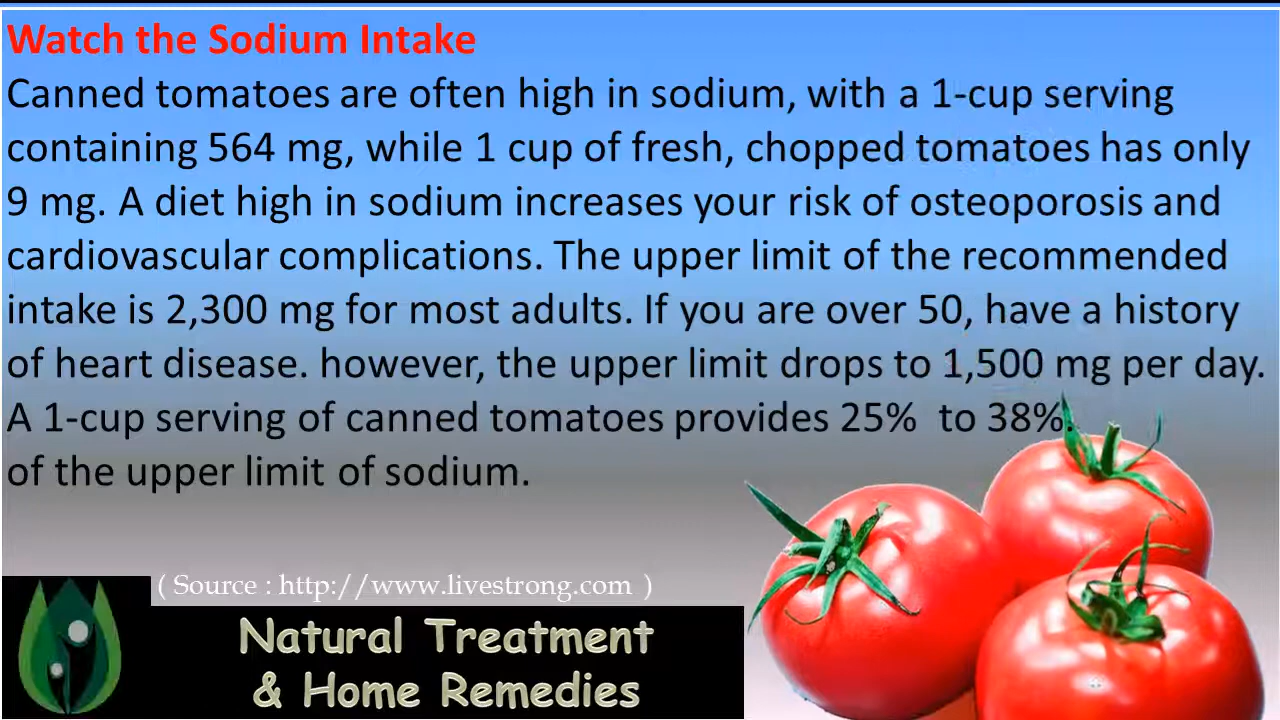 Watch the Sodium Intake
Canned tomatoes are often high in sodium, with a 1-cup serving
containing 564 mg, while 1 cup of fresh, chopped tomatoes has only
9 mg. A diet high in sodium increases your risk of osteoporosis and
cardiovascular complications. The upper limit of the recommended
intake is 2,300 mg for most adults. If you are over 50, have a history
of heart disease. however, the upper limit drops to 1,500 mg per day.
A 1-cup serving of canned tomatoes provides 25%  to 38%.
of the upper limit of sodium.
( Source : http://www.livestrong.com )
Natural Treatment
& Home Remedies